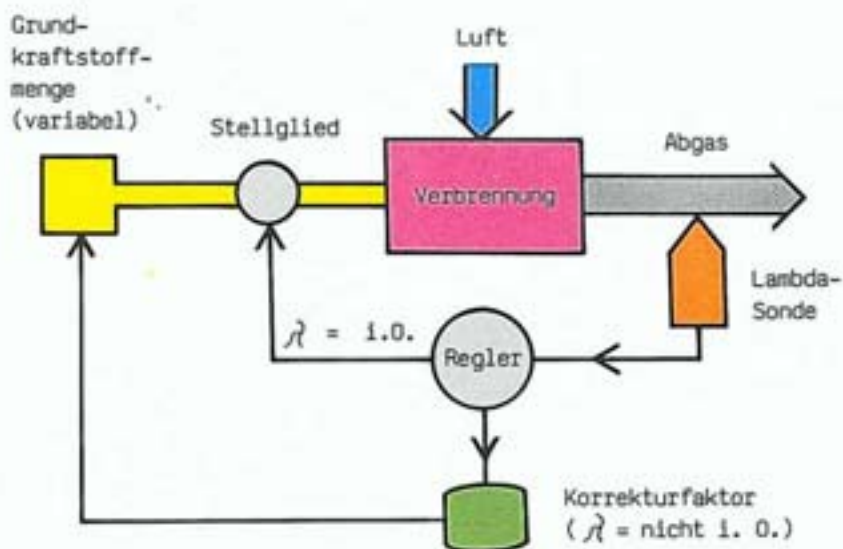 Grund-
kraftstoff-
menge
(variabel)
Stellglied
Luft
Verbrennung
Abgas
Lambda-
Sonde
λ = i.O.
Regler
Korrekturfaktor
(λ = nicht i. O.)